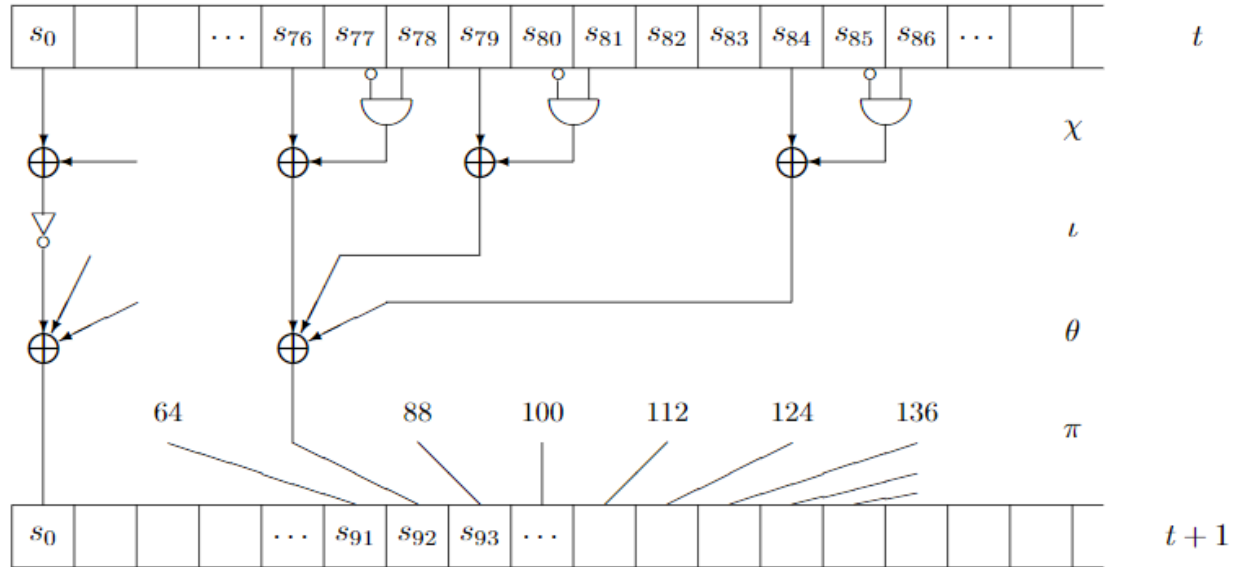 s₀ ⋯ s₇₆ s₇₇ s₇₈ s₇₉ s₈₀ s₈₁ s₈₂ s₈₃ s₈₄ s₈₅ s₈₆ ⋯ t
χ
ι
θ
64 88 100 112 124 136
π
s₀ ⋯ s₉₁ s₉₂ s₉₃ ⋯ t + 1